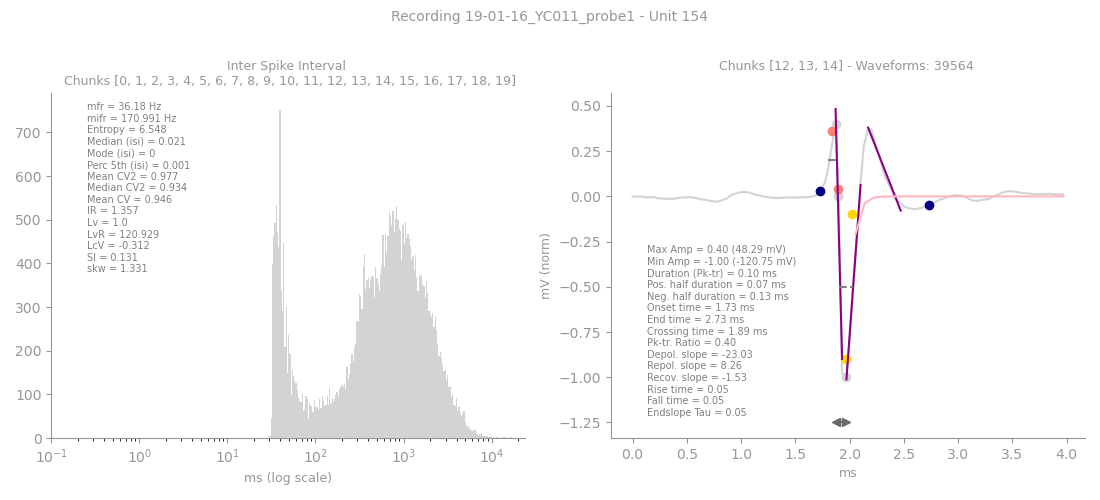 Recording 19-01-16_YC011_probe1 - Unit 154
Inter Spike Interval
Chunks [0, 1, 2, 3, 4, 5, 6, 7, 8, 9, 10, 11, 12, 13, 14, 15, 16, 17, 18, 19]
mfr = 36.18 Hz
mifr = 170.991 Hz
Entropy = 6.548
Median (isi) = 0.021
Mode (isi) = 0
Perc 5th (isi) = 0.001
Mean CV2 = 0.977
Median CV2 = 0.934
Mean CV = 0.946
IR = 1.357
Lv = 1.0
LvR = 120.929
LcV = -0.312
SI = 0.131
skw = 1.331
700
600
500
400
300
200
100
0
10⁻¹ 10⁰ 10¹ 10² 10³ 10⁴
ms (log scale)
Chunks [12, 13, 14] - Waveforms: 39564
mV (norm)
0.50
0.25
0.00
−0.25
−0.50
−0.75
−1.00
−1.25
Max Amp = 0.40 (48.29 mV)
Min Amp = -1.00 (-120.75 mV)
Duration (Pk-tr) = 0.10 ms
Pos. half duration = 0.07 ms
Neg. half duration = 0.13 ms
Onset time = 1.73 ms
End time = 2.73 ms
Crossing time = 1.89 ms
Pk-tr. Ratio = 0.40
Depol. slope = -23.03
Repol. slope = 8.26
Recov. slope = -1.53
Rise time = 0.05
Fall time = 0.05
Endslope Tau = 0.05
0.0 0.5 1.0 1.5 2.0 2.5 3.0 3.5 4.0
ms